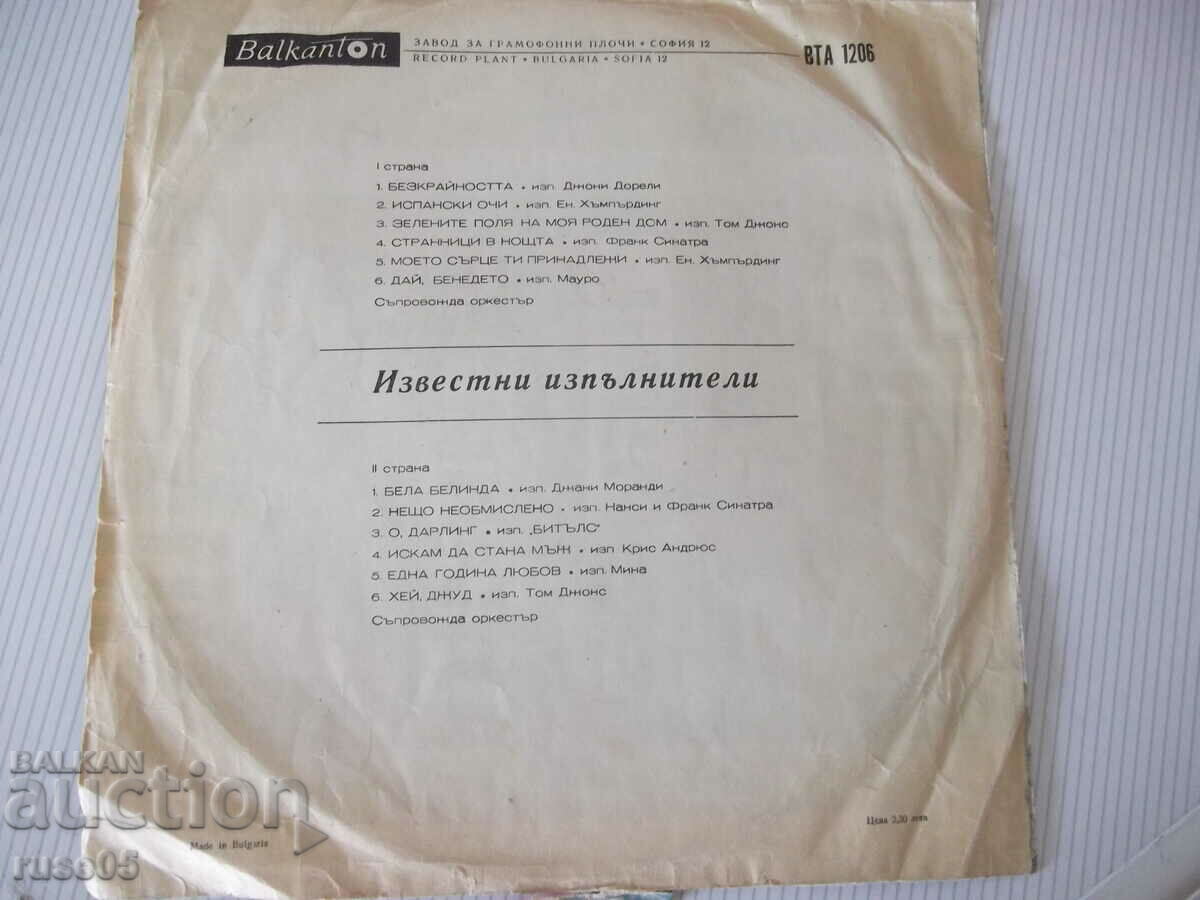 Balkanton
ЗАВОД ЗА ГРАМОФОННИ ПЛОЧИ • СОФИЯ 12
RECORD PLANT • BULGARIA • SOFIA 12
ВТА 1206
I страна
1. БЕЗКРАЙНОСТТА • изп. Джони Дорели
2. ИСПАНСКИ ОЧИ • изп. Ен. Хъмпърдинг
3. ЗЕЛЕНИТЕ ПОЛЯ НА МОЯ РОДЕН ДОМ • изп. Том Джонс
4. СТРАННИЦИ В НОЩТА • изп. Франк Синатра
5. МОЕТО СЪРЦЕ ТИ ПРИНАДЛЕЖИ • изп. Ен. Хъмпърдинг
6. ДАЙ, БЕНЕДЕТО • изп. Мауро
Съпровожда оркестър
Известни изпълнители
II страна
1. БЕЛА БЕЛИНДА • изп. Джани Моранди
2. НЕЩО НЕОБМИСЛЕНО • изп. Нанси и Франк Синатра
3. О, ДАРЛИНГ • изп. „БИТЪЛС"
4. ИСКАМ ДА СТАНА МЪЖ • изп Крис Андрюс
5. ЕДНА ГОДИНА ЛЮБОВ • изп. Мина
6. ХЕЙ, ДЖУД • изп. Том Джонс
Съпровожда оркестър
Цена 2,30 лева
Made in Bulgaria
BALKAN
auction
ruse05